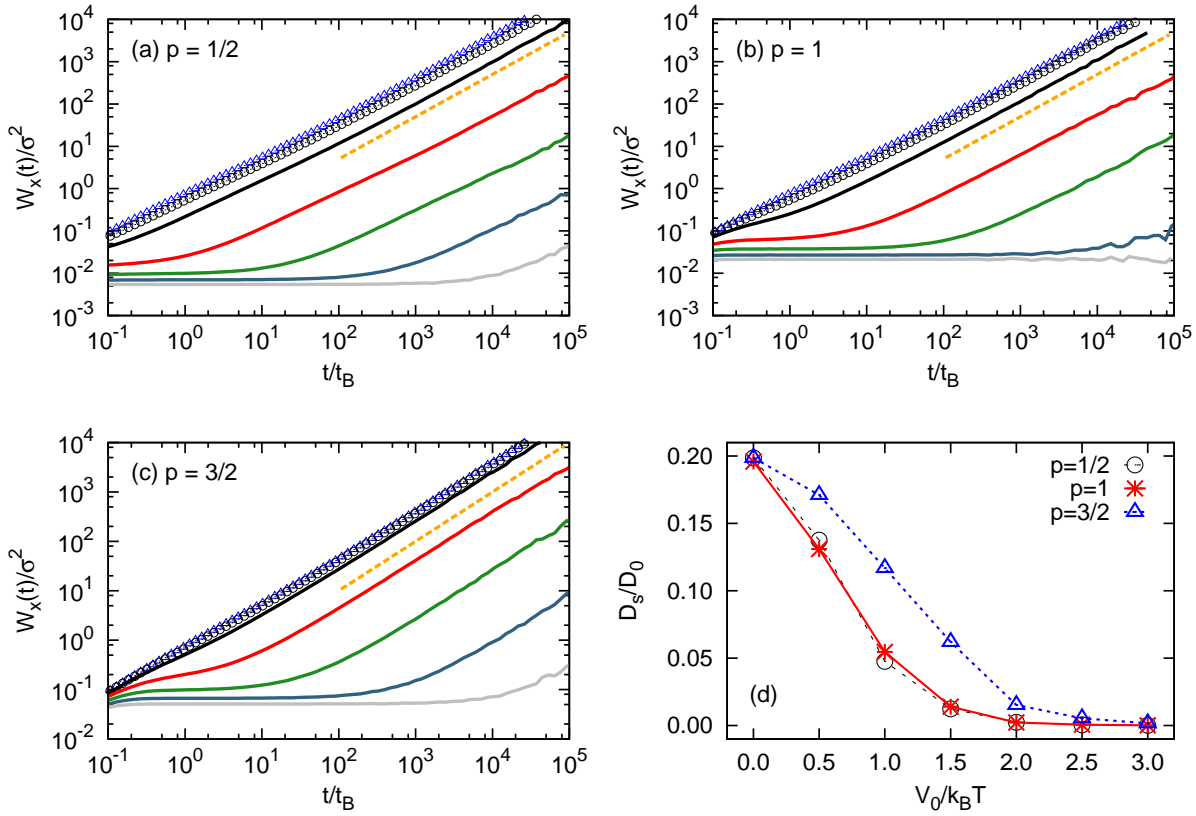 (a) p = 1/2
W_x(t)/σ^2
10^4
10^3
10^2
10^1
10^0
10^-1
10^-2
10^-3
10^-1 10^0 10^1 10^2 10^3 10^4 10^5
t/t_B
(b) p = 1
W_x(t)/σ^2
10^4
10^3
10^2
10^1
10^0
10^-1
10^-2
10^-3
10^-1 10^0 10^1 10^2 10^3 10^4 10^5
t/t_B
(c) p = 3/2
W_x(t)/σ^2
10^4
10^3
10^2
10^1
10^0
10^-1
10^-2
10^-1 10^0 10^1 10^2 10^3 10^4 10^5
t/t_B
p=1/2
p=1
p=3/2
D_s/D_0
0.20
0.15
0.10
0.05
0.00
(d)
0.0 0.5 1.0 1.5 2.0 2.5 3.0
V_0/k_BT